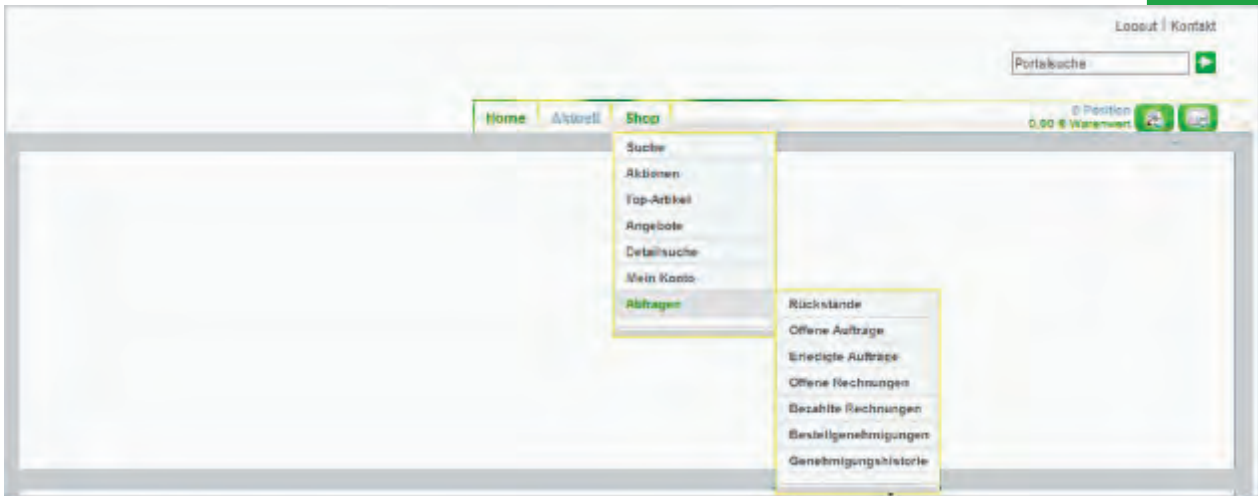 Logout | Kontakt
Portalsuche
Home Aktuell Shop
0 Position
0,00 € Warenwert
Suche
Aktionen
Top-Artikel
Angebote
Detailsuche
Mein Konto
Abfragen
Rückstände
Offene Aufträge
Erledigte Aufträge
Offene Rechnungen
Bezahlte Rechnungen
Bestellgenehmigungen
Genehmigungshistorie